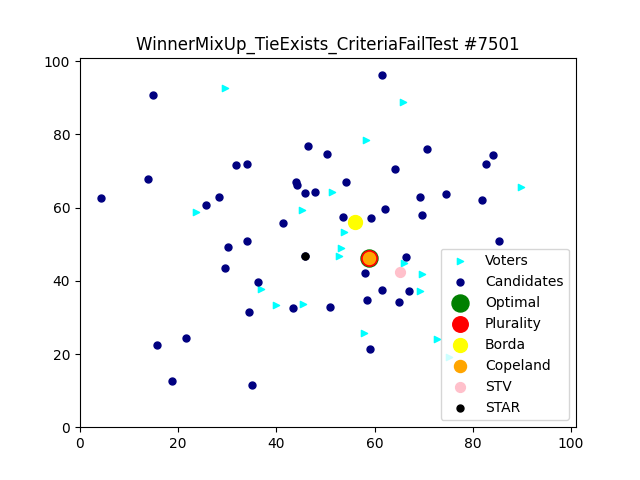 WinnerMixUp_TieExists_CriteriaFailTest #7501
100
80
60
40
20
0
0 20 40 60 80 100
Voters
Candidates
Optimal
Plurality
Borda
Copeland
STV
STAR